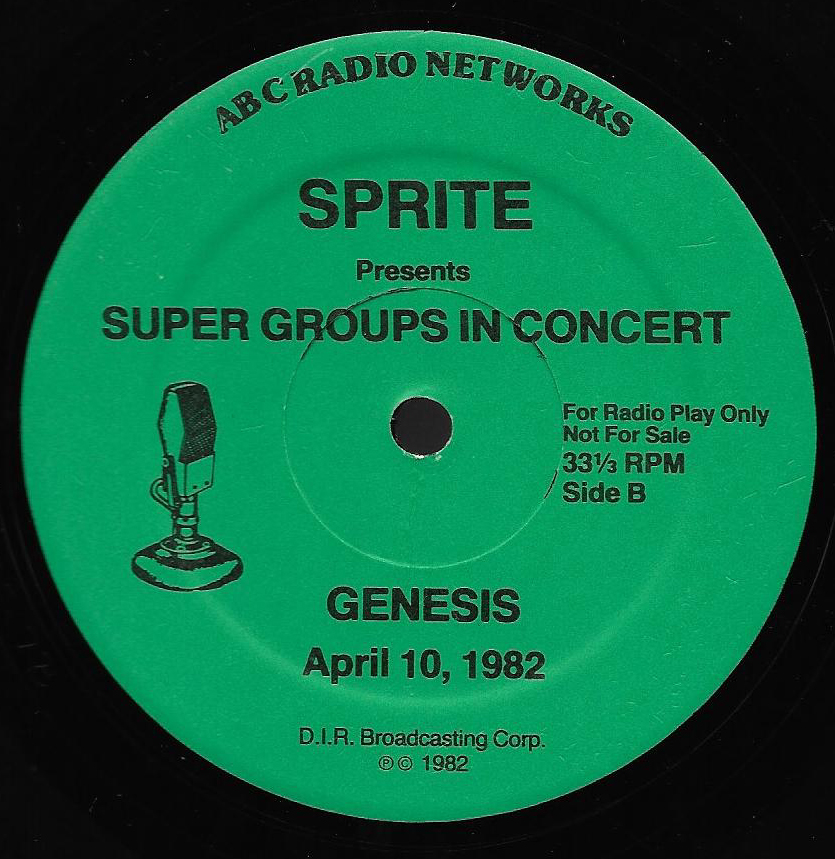 ABC RADIO NETWORKS
SPRITE
Presents
SUPER GROUPS IN CONCERT
For Radio Play Only
Not For Sale
33⅓ RPM
Side B
GENESIS
April 10, 1982
D.I.R. Broadcasting Corp.
℗ © 1982